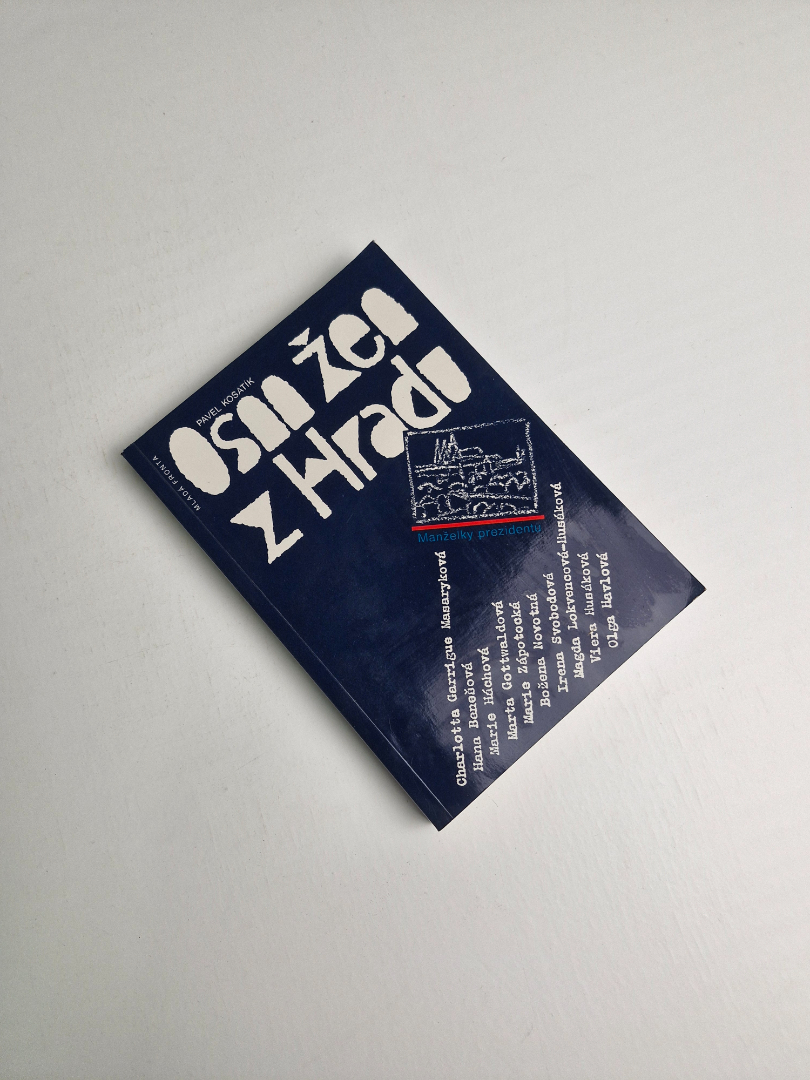 MLADÁ FRONTA
PAVEL KOSATÍK
Osm žen
z Hradu
Manželky prezidentů
Charlotta Garrigue Masaryková
Hana Benešová
Marie Háchová
Marta Gottwaldová
Marie Zápotocká
Božena Novotná
Irena Svobodová
Magda Lokvencová-Husáková
Viera Husáková
Olga Havlová